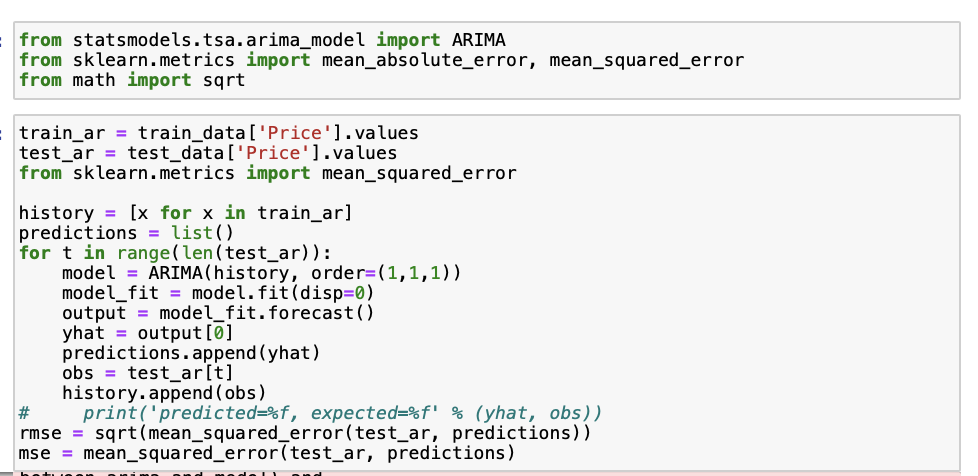 from statsmodels.tsa.arima_model import ARIMA
from sklearn.metrics import mean_absolute_error, mean_squared_error
from math import sqrt
train_ar = train_data['Price'].values
test_ar = test_data['Price'].values
from sklearn.metrics import mean_squared_error
history = [x for x in train_ar]
predictions = list()
for t in range(len(test_ar)):
    model = ARIMA(history, order=(1,1,1))
    model_fit = model.fit(disp=0)
    output = model_fit.forecast()
    yhat = output[0]
    predictions.append(yhat)
    obs = test_ar[t]
    history.append(obs)
#     print('predicted=%f, expected=%f' % (yhat, obs))
rmse = sqrt(mean_squared_error(test_ar, predictions))
mse = mean_squared_error(test_ar, predictions)